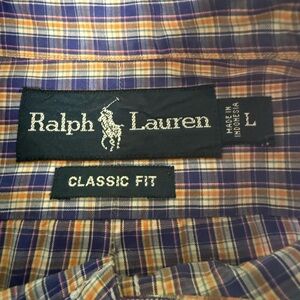 Ralph Lauren
MADE IN
INDONESIA
L
CLASSIC FIT